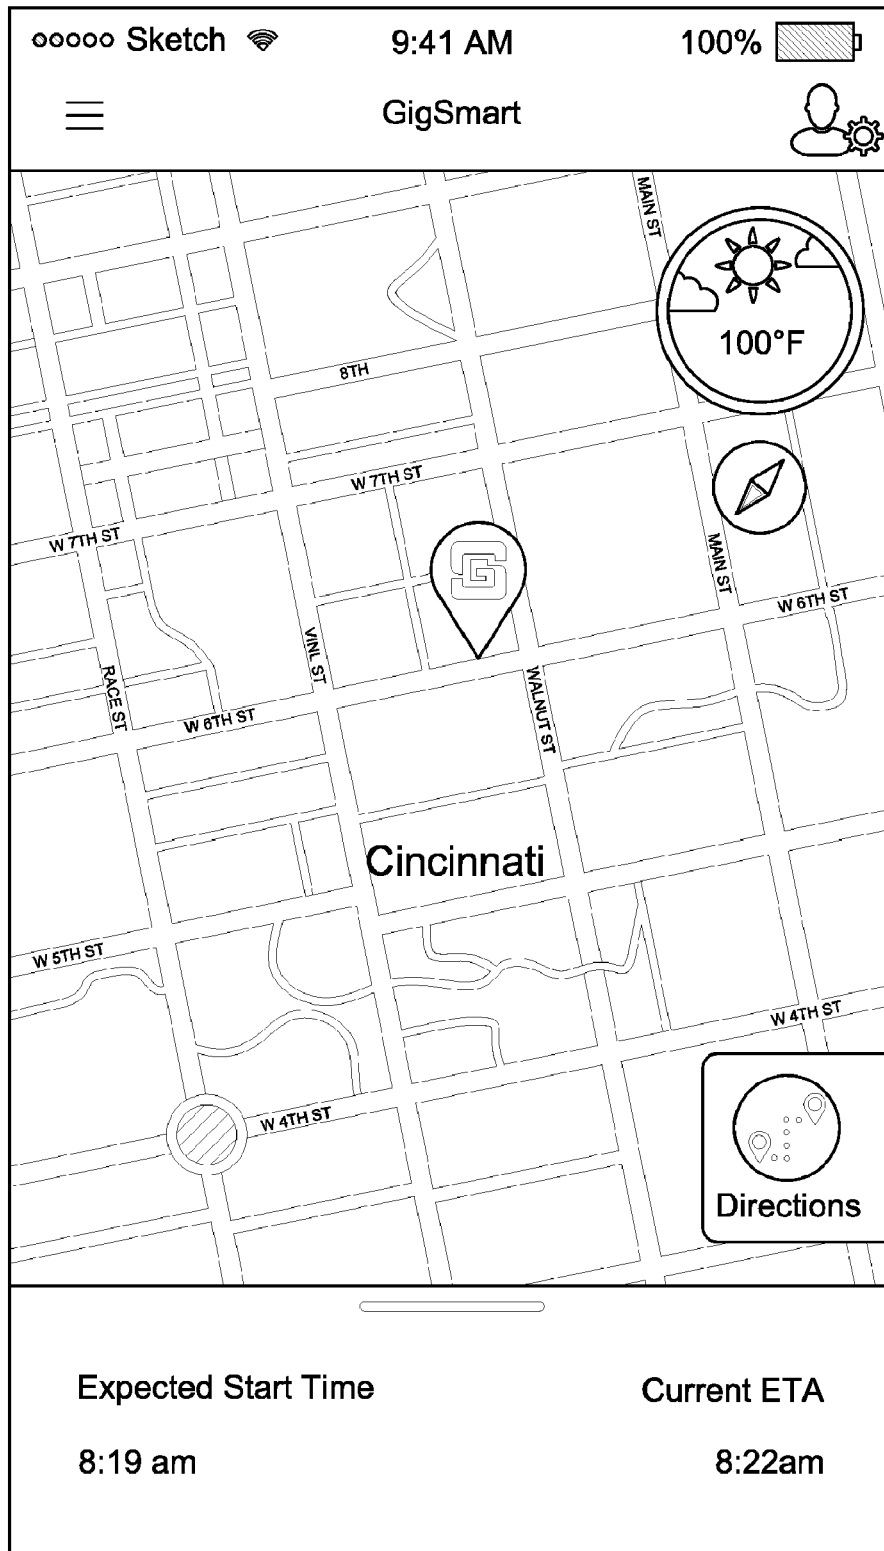 Sketch 9:41 AM 100%
GigSmart
MAIN ST
100°F
8TH
W 7TH ST
W 7TH ST
MAIN ST
W 6TH ST
VINL ST
RACE ST
WALNUT ST
W 6TH ST
Cincinnati
W 5TH ST
W 4TH ST
W 4TH ST
Directions
Expected Start Time Current ETA
8:19 am 8:22am